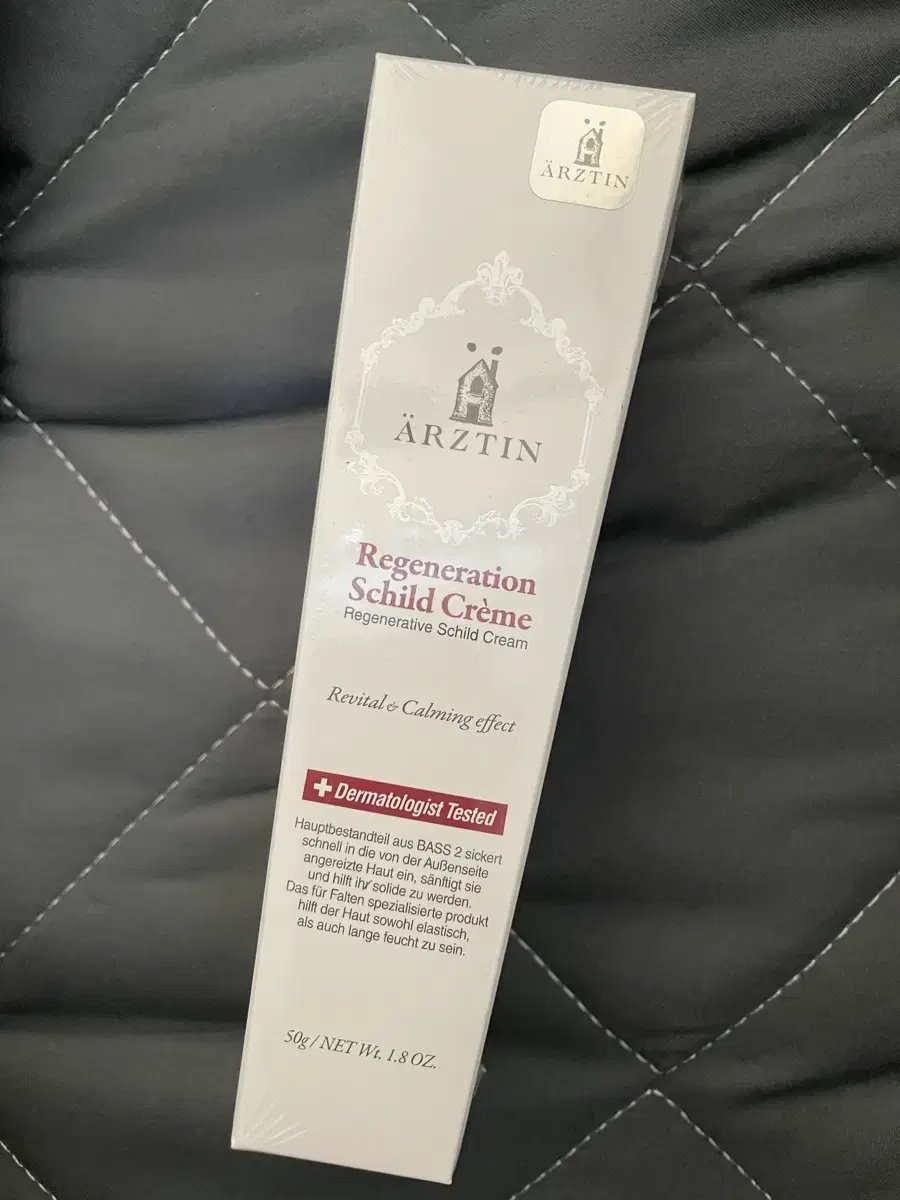 ÄRZTIN
ÄRZTIN
Regeneration
Schild Crème
Regenerative Schild Cream
Revital & Calming effect
Dermatologist Tested
Hauptbestandteil aus BASS 2 sickert
schnell in die von der Außenseite
angereizte Haut ein, sänftigt sie
und hilft ihr solide zu werden.
Das für Falten spezialisierte produkt
hilft der Haut sowohl elastisch,
als auch lange feucht zu sein.
50g / NET Wt. 1.8 OZ.